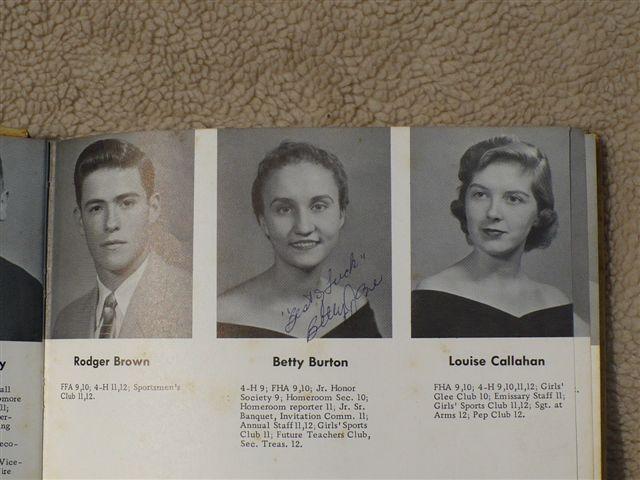 "Best o' luck"
Betty Jane
Rodger Brown
FFA 9,10; 4-H 11,12; Sportsmen's
Club 11,12.
Betty Burton
4-H 9; FHA 9,10; Jr. Honor
Society 9; Homeroom Sec. 10;
Homeroom reporter 11; Jr. Sr.
Banquet, Invitation Comm. 11;
Annual Staff 11,12; Girls' Sports
Club 11; Future Teachers Club,
Sec. Treas. 12.
Louise Callahan
FHA 9,10; 4-H 9,10,11,12; Girls'
Glee Club 10; Emissary Staff 11;
Girls' Sports Club 11,12; Sgt. at
Arms 12; Pep Club 12.